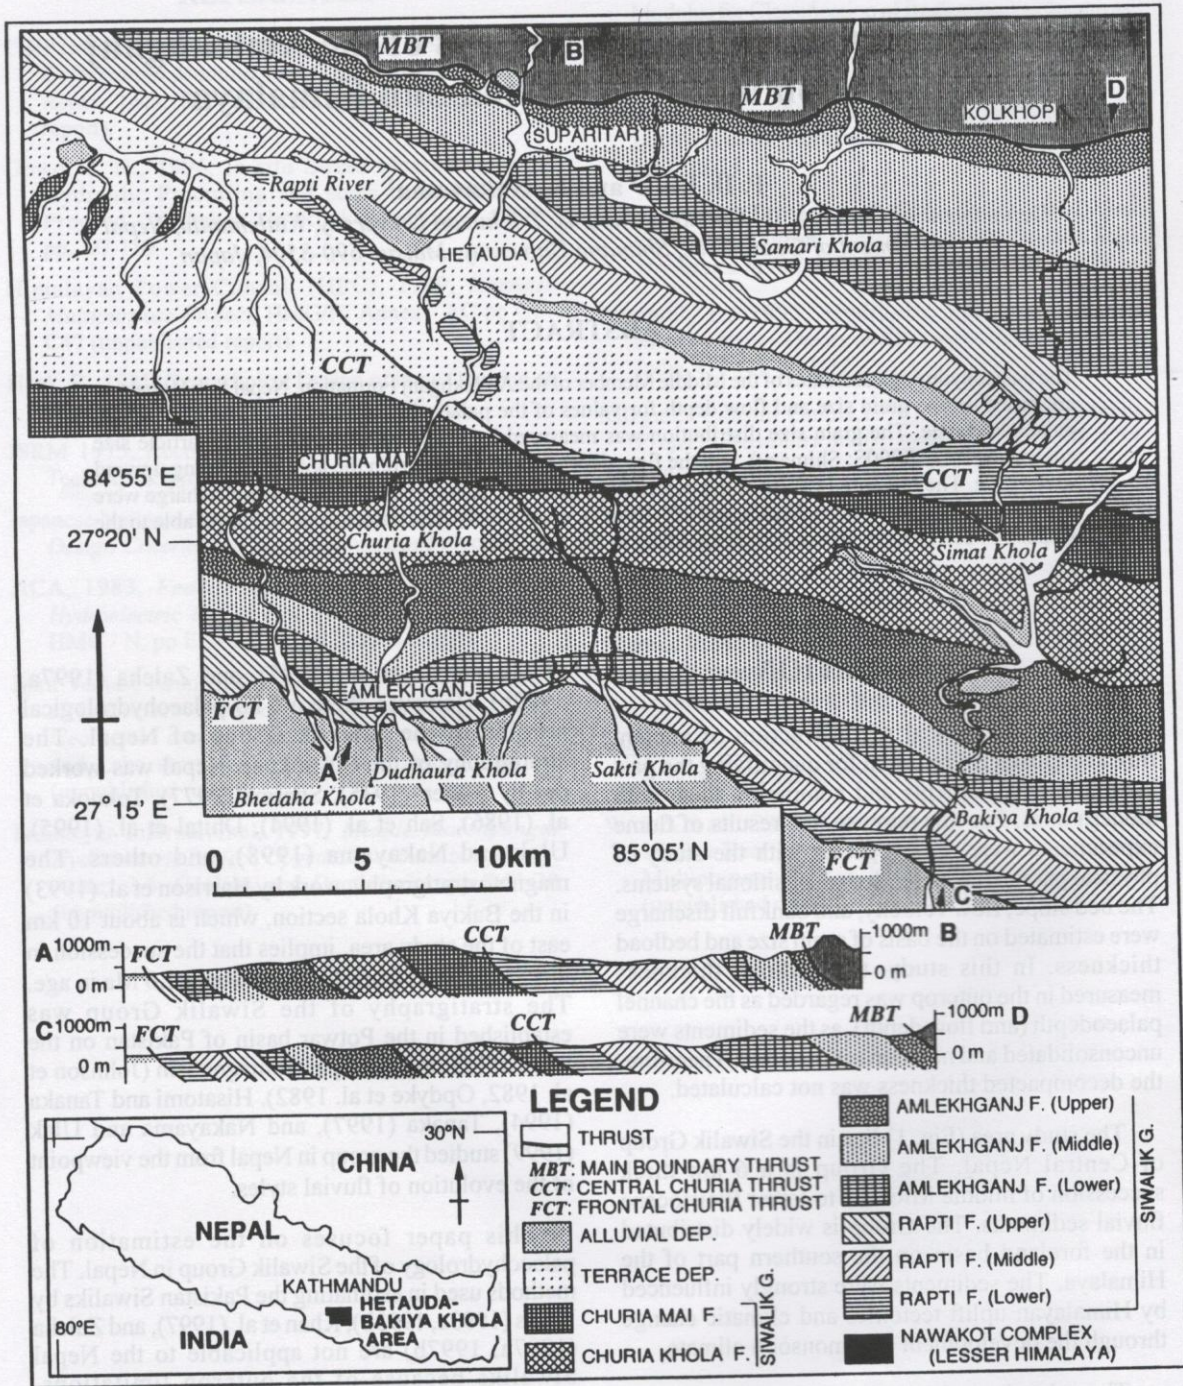 MBT
B
MBT
D
KOLKHOP
SUPARITAR
Rapti River
Samari Khola
HETAUDA
CCT
CHURIA MAI
CCT
84°55' E
27°20' N
Churia Khola
Simat Khola
AMLEKHGANJ
FCT
A
Dudhaura Khola
Sakti Khola
Bhedaha Khola
27°15' E
Bakiya Khola
0 5 10km
85°05' N
FCT
C
A 1000m FCT CCT MBT 1000m B
0 m 0 m
C 1000m FCT CCT MBT 1000m D
0 m 0 m
LEGEND
THRUST
MBT: MAIN BOUNDARY THRUST
CCT: CENTRAL CHURIA THRUST
FCT: FRONTAL CHURIA THRUST
ALLUVIAL DEP.
TERRACE DEP.
CHURIA MAI F.
CHURIA KHOLA F.
SIWALIK G.
AMLEKHGANJ F. (Upper)
AMLEKHGANJ F. (Middle)
AMLEKHGANJ F. (Lower)
RAPTI F. (Upper)
RAPTI F. (Middle)
RAPTI F. (Lower)
NAWAKOT COMPLEX
(LESSER HIMALAYA)
SIWALIK G.
30°N
CHINA
NEPAL
KATHMANDU
HETAUDA-
BAKIYA KHOLA
AREA
80°E
INDIA